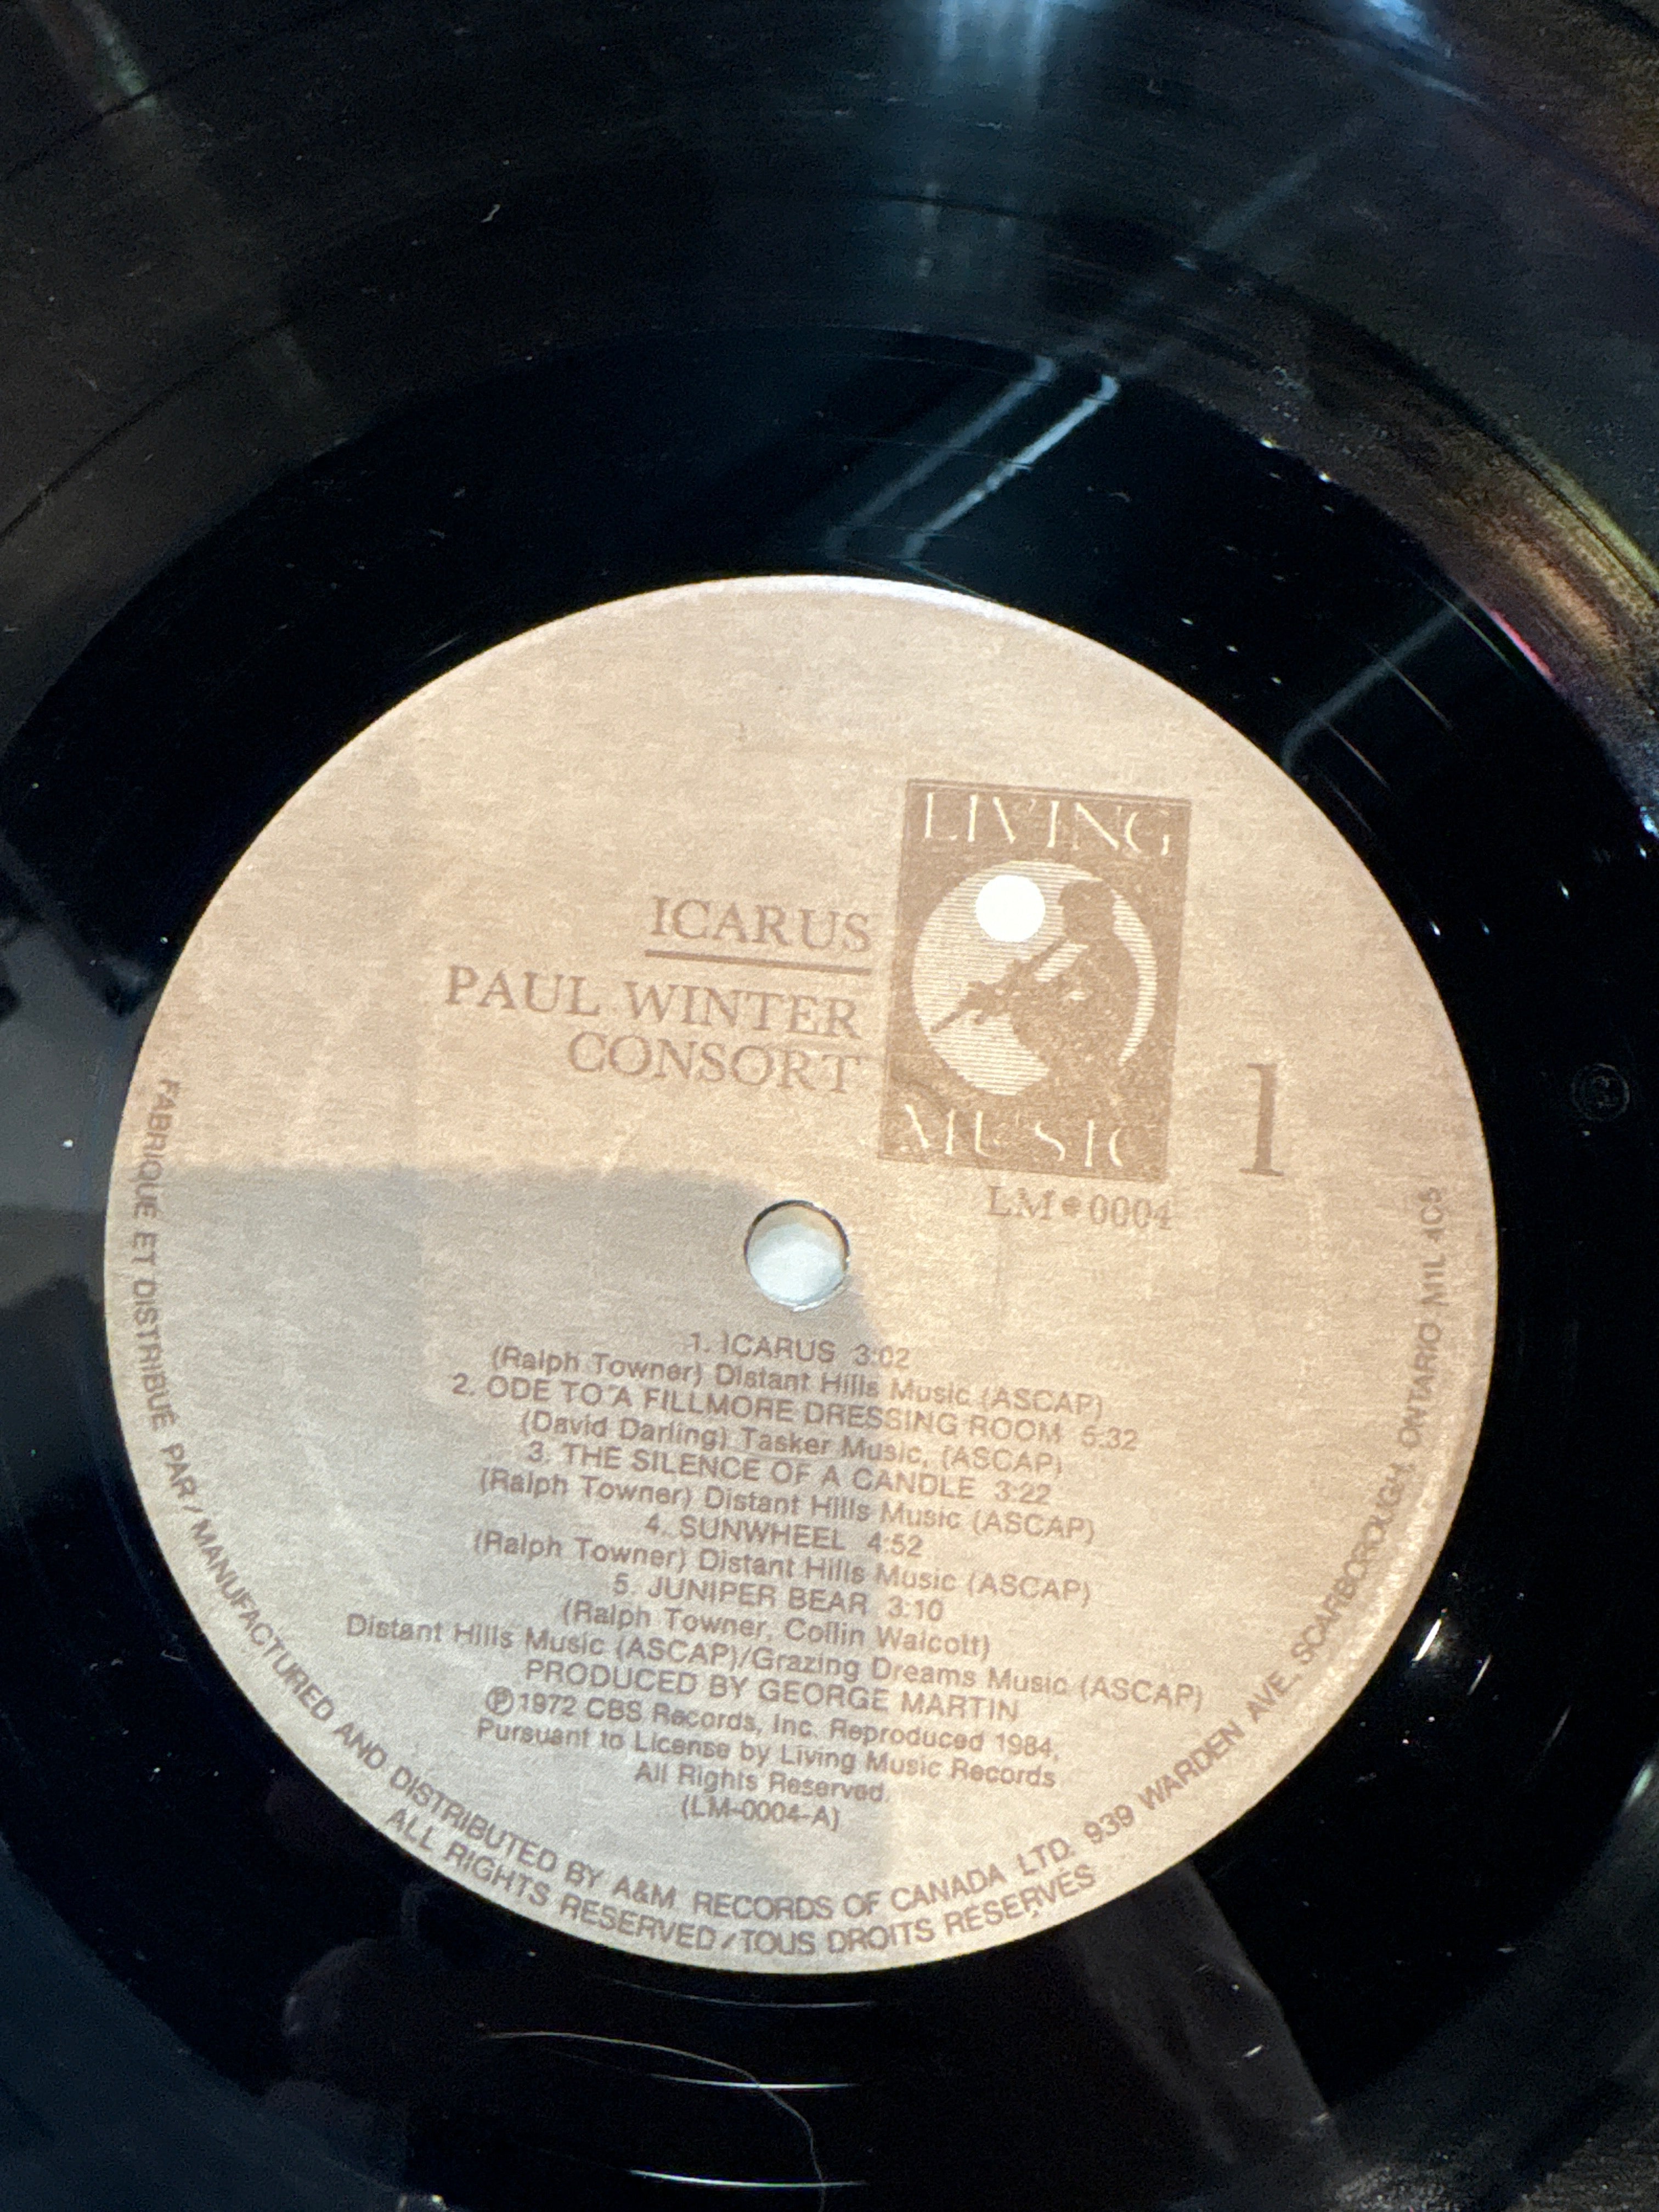 LIVING
MUSIC
ICARUS
PAUL WINTER
CONSORT
1
LM•0004
1. ICARUS 3:02
(Ralph Towner) Distant Hills Music (ASCAP)
2. ODE TO A FILLMORE DRESSING ROOM 5:32
(David Darling) Tasker Music, (ASCAP)
3. THE SILENCE OF A CANDLE 3:22
(Ralph Towner) Distant Hills Music (ASCAP)
4. SUNWHEEL 4:52
(Ralph Towner) Distant Hills Music (ASCAP)
5. JUNIPER BEAR 3:10
(Ralph Towner, Collin Walcott)
Distant Hills Music (ASCAP)/Grazing Dreams Music (ASCAP)
PRODUCED BY GEORGE MARTIN
℗1972 CBS Records, Inc. Reproduced 1984,
Pursuant to License by Living Music Records
All Rights Reserved.
(LM-0004-A)
FABRIQUÉ ET DISTRIBUÉ PAR/MANUFACTURED AND DISTRIBUTED BY A&M RECORDS OF CANADA LTD. 939 WARDEN AVE., SCARBOROUGH, ONTARIO M1L 4C5
ALL RIGHTS RESERVED/TOUS DROITS RÉSERVÉS